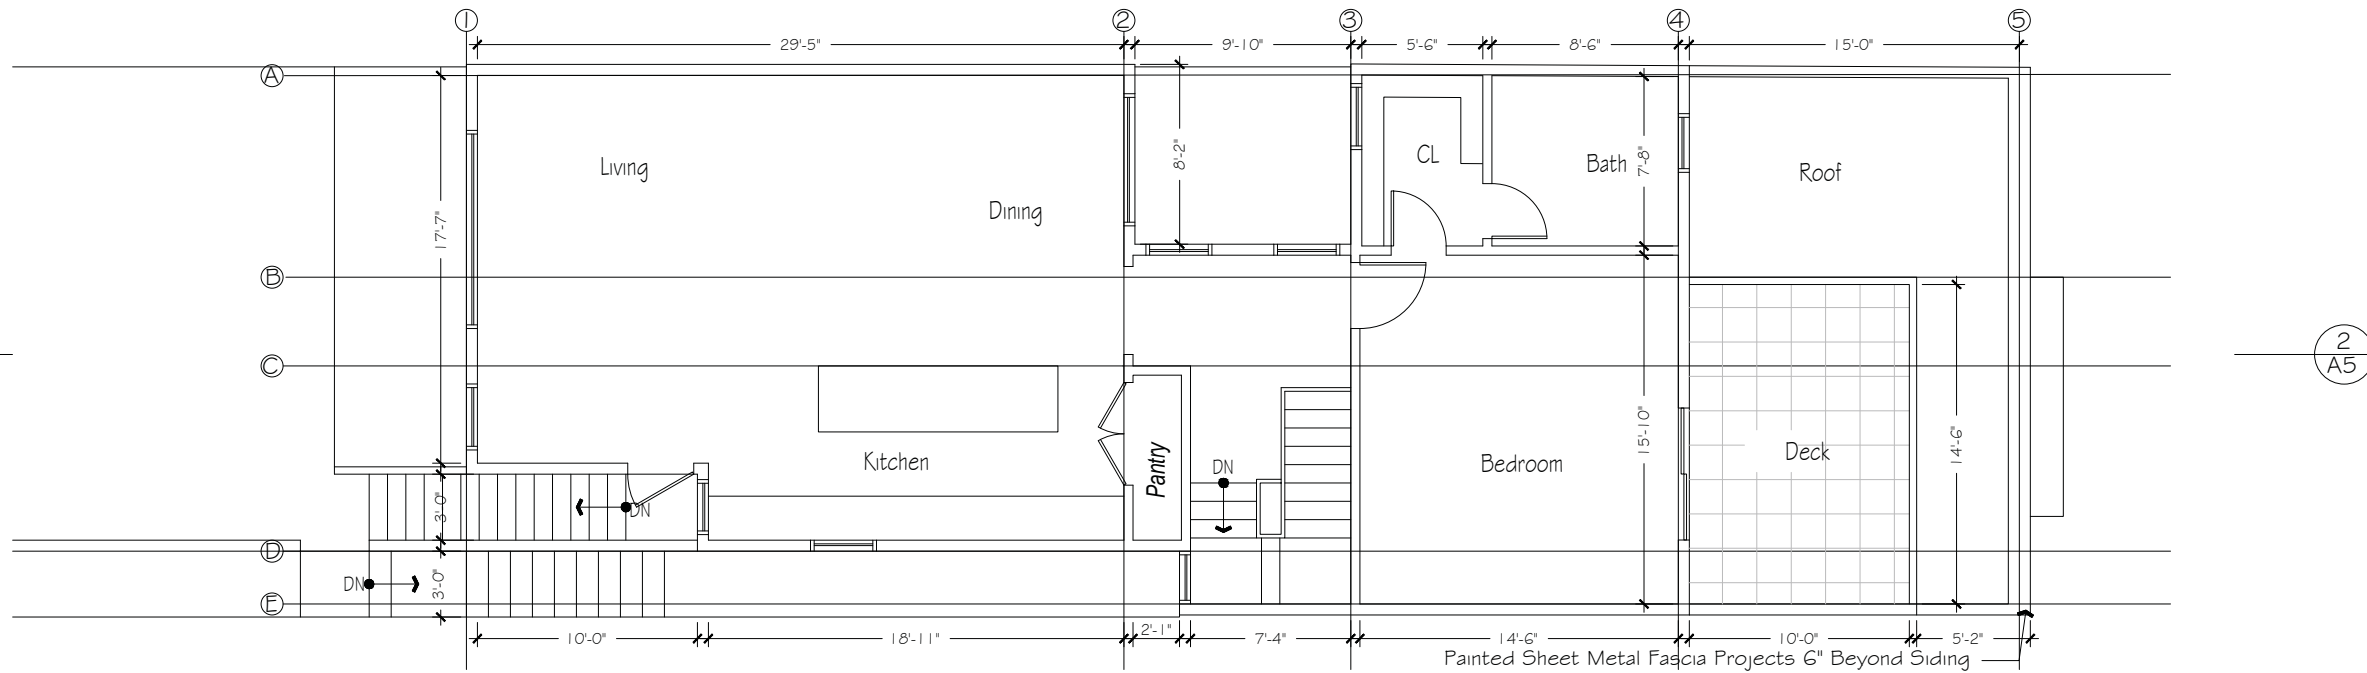 1 2 3 4 5
29'-5" 9'-10" 5'-6" 8'-6" 15'-0"
A
Living
Dining
8'-2"
CL
Bath
7'-8"
Roof
17'-7"
B
C
2
A5
Kitchen
Pantry
DN
Bedroom
15'-10"
Deck
14'-6"
3'-0"
DN
D
DN
3'-0"
E
10'-0" 18'-11" 2'-1" 7'-4" 14'-6" 10'-0" 5'-2"
Painted Sheet Metal Fascia Projects 6" Beyond Siding